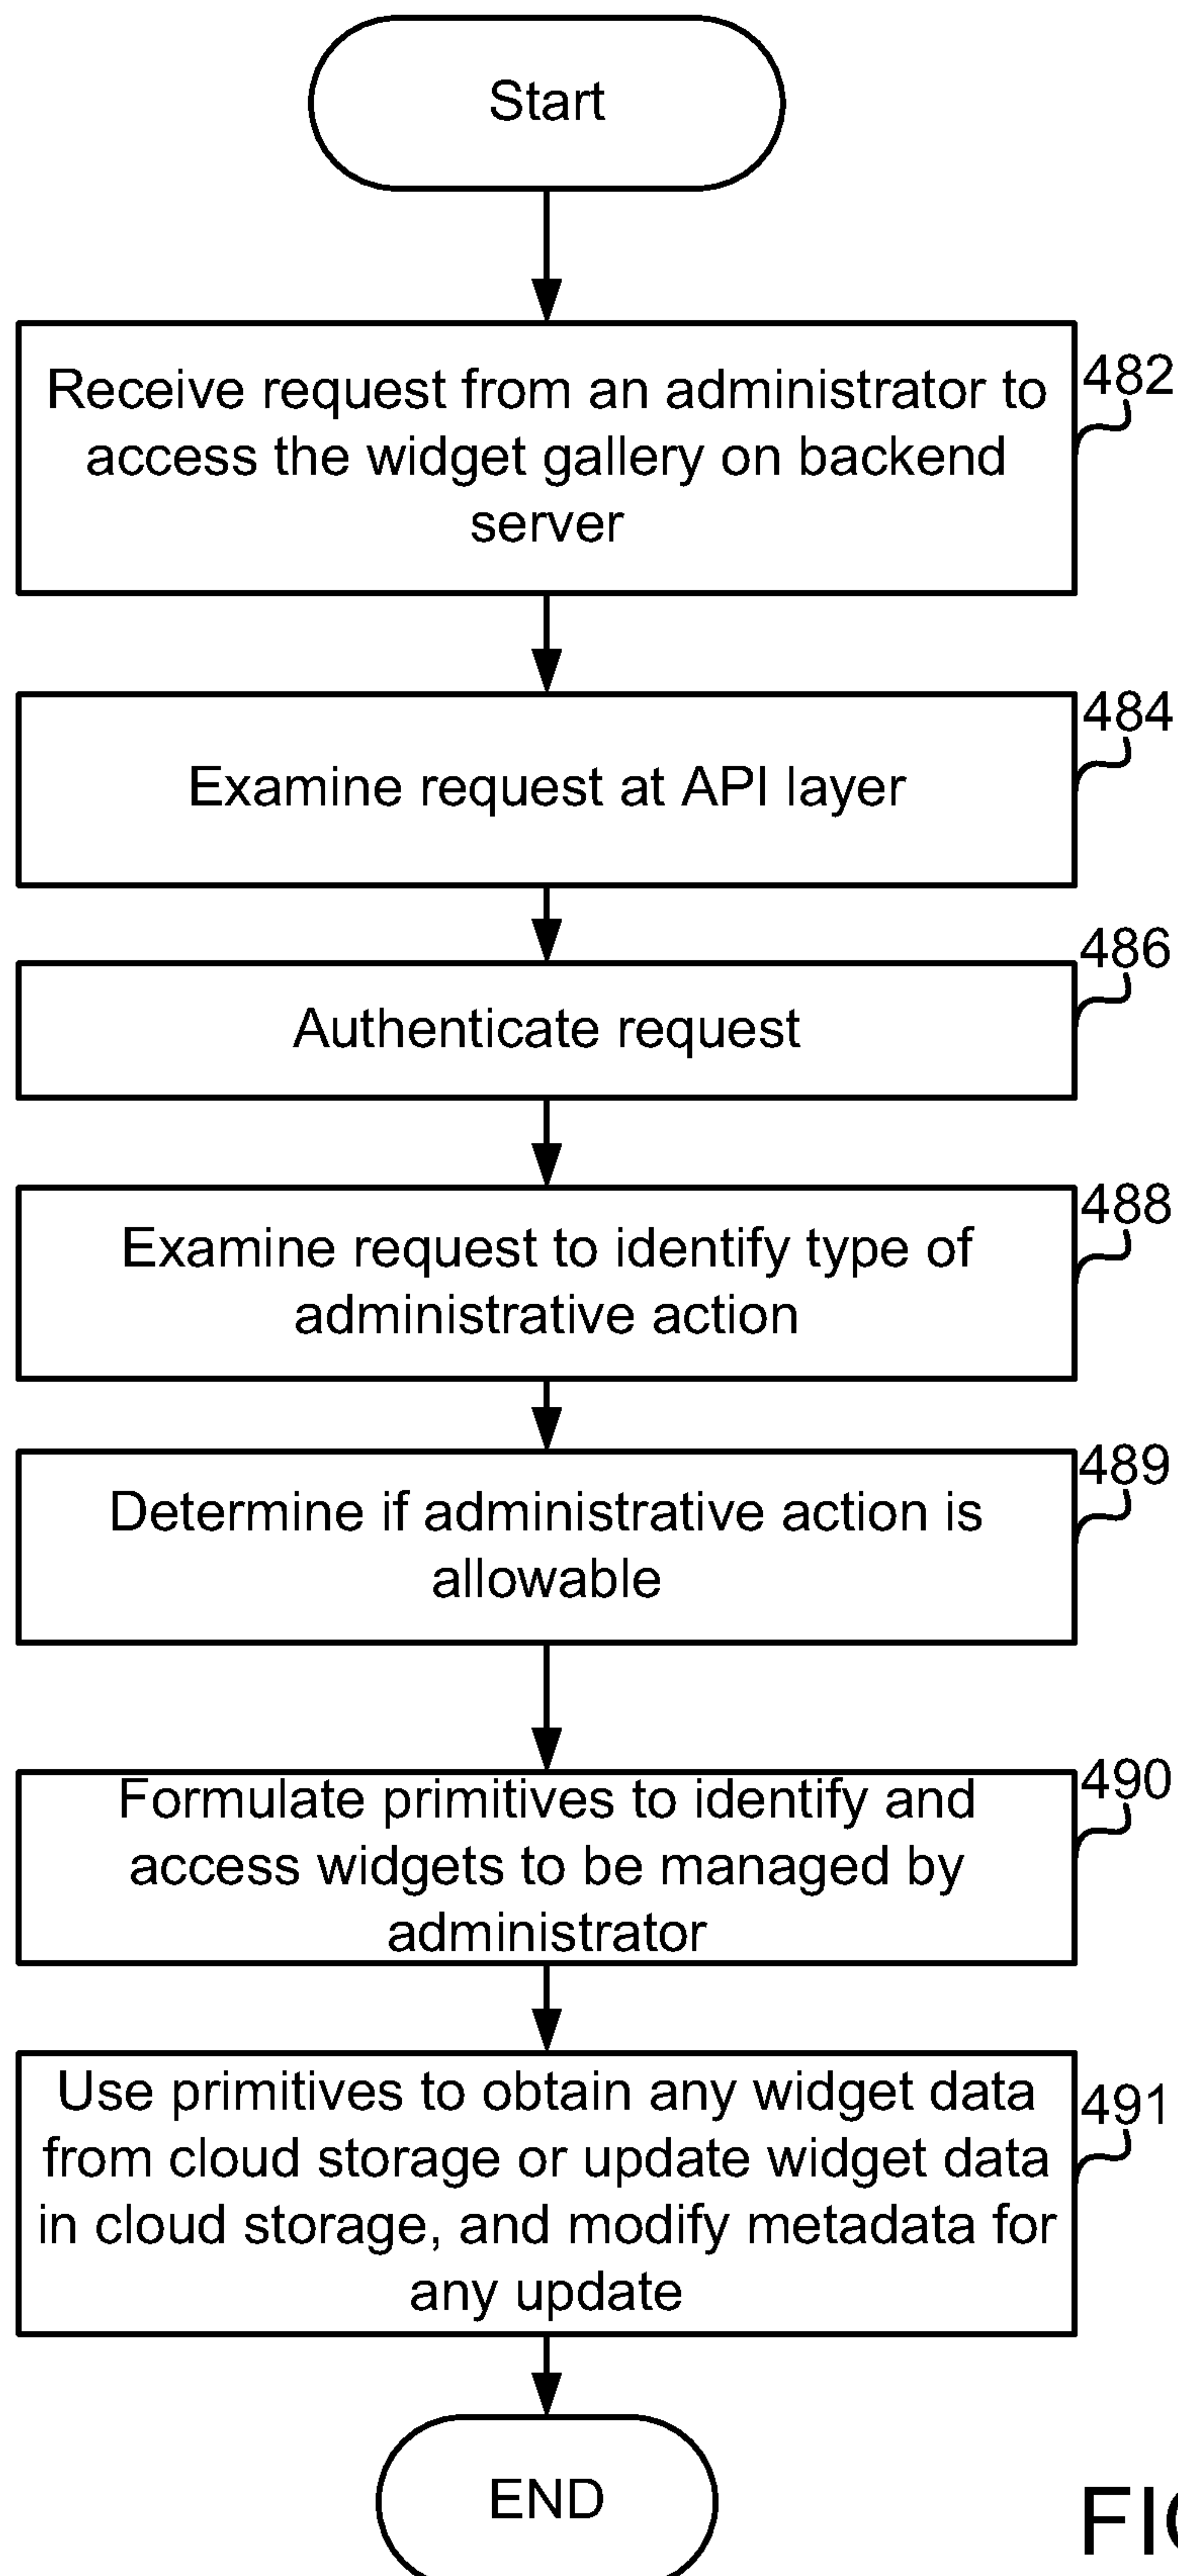 Start
Receive request from an administrator to
access the widget gallery on backend
server
482
Examine request at API layer
484
Authenticate request
486
Examine request to identify type of
administrative action
488
Determine if administrative action is
allowable
489
Formulate primitives to identify and
access widgets to be managed by
administrator
490
Use primitives to obtain any widget data
from cloud storage or update widget data
in cloud storage, and modify metadata for
any update
491
END